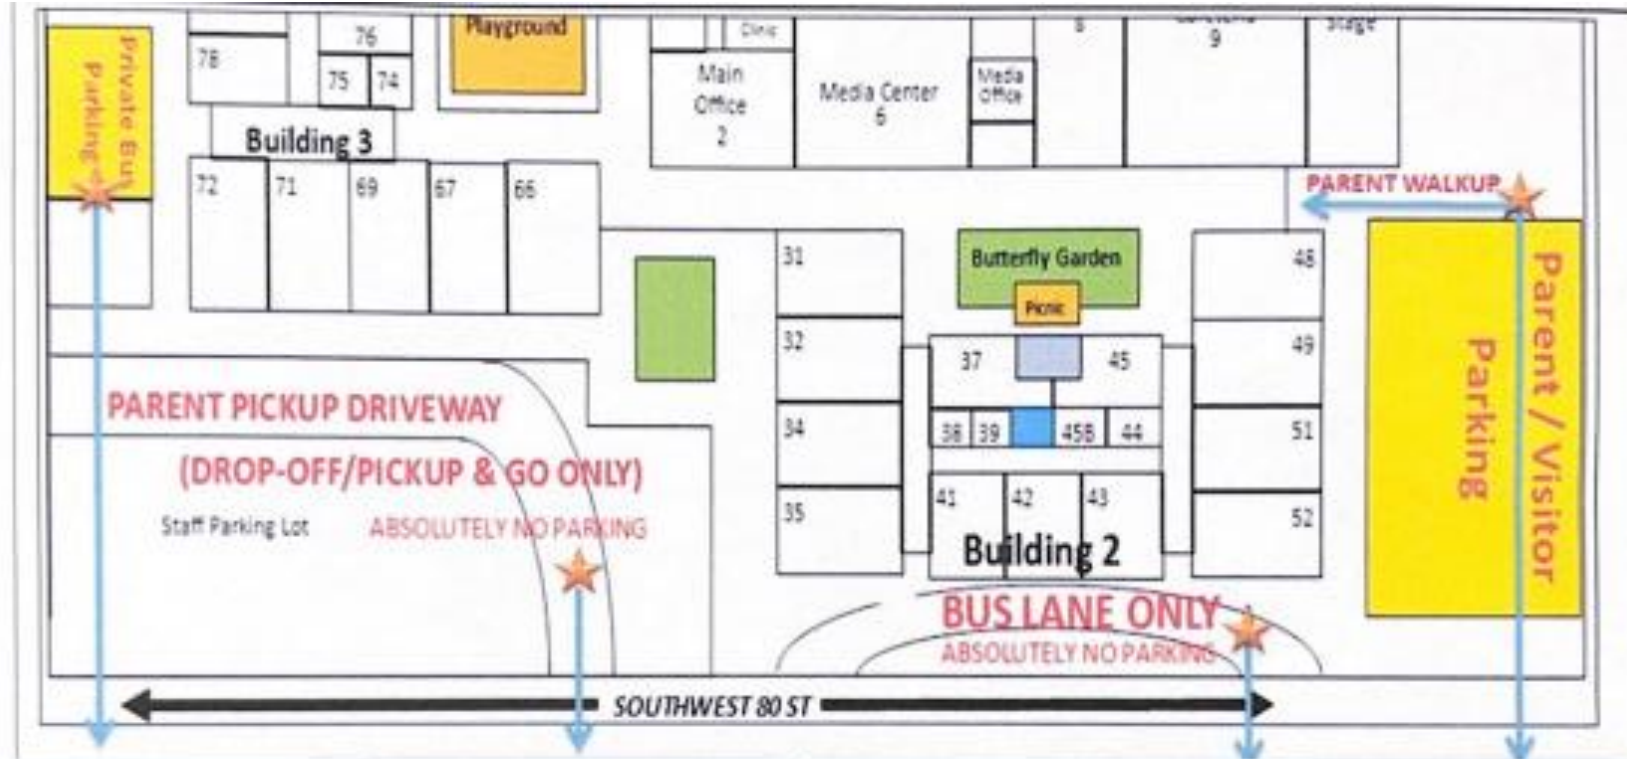 Private Bus
Parking
78
76
75
74
Playground
Clinic
Main
Office
2
Media Center
6
Media
Office
8
9
Stage
Building 3
72
71
69
67
66
PARENT WALKUP
31
32
34
35
Butterfly Garden
Picnic
37
45
38
39
45B
44
41
42
43
Building 2
48
49
51
52
Parent / Visitor
Parking
PARENT PICKUP DRIVEWAY
(DROP-OFF/PICKUP & GO ONLY)
Staff Parking Lot
ABSOLUTELY NO PARKING
BUS LANE ONLY
ABSOLUTELY NO PARKING
SOUTHWEST 80 ST